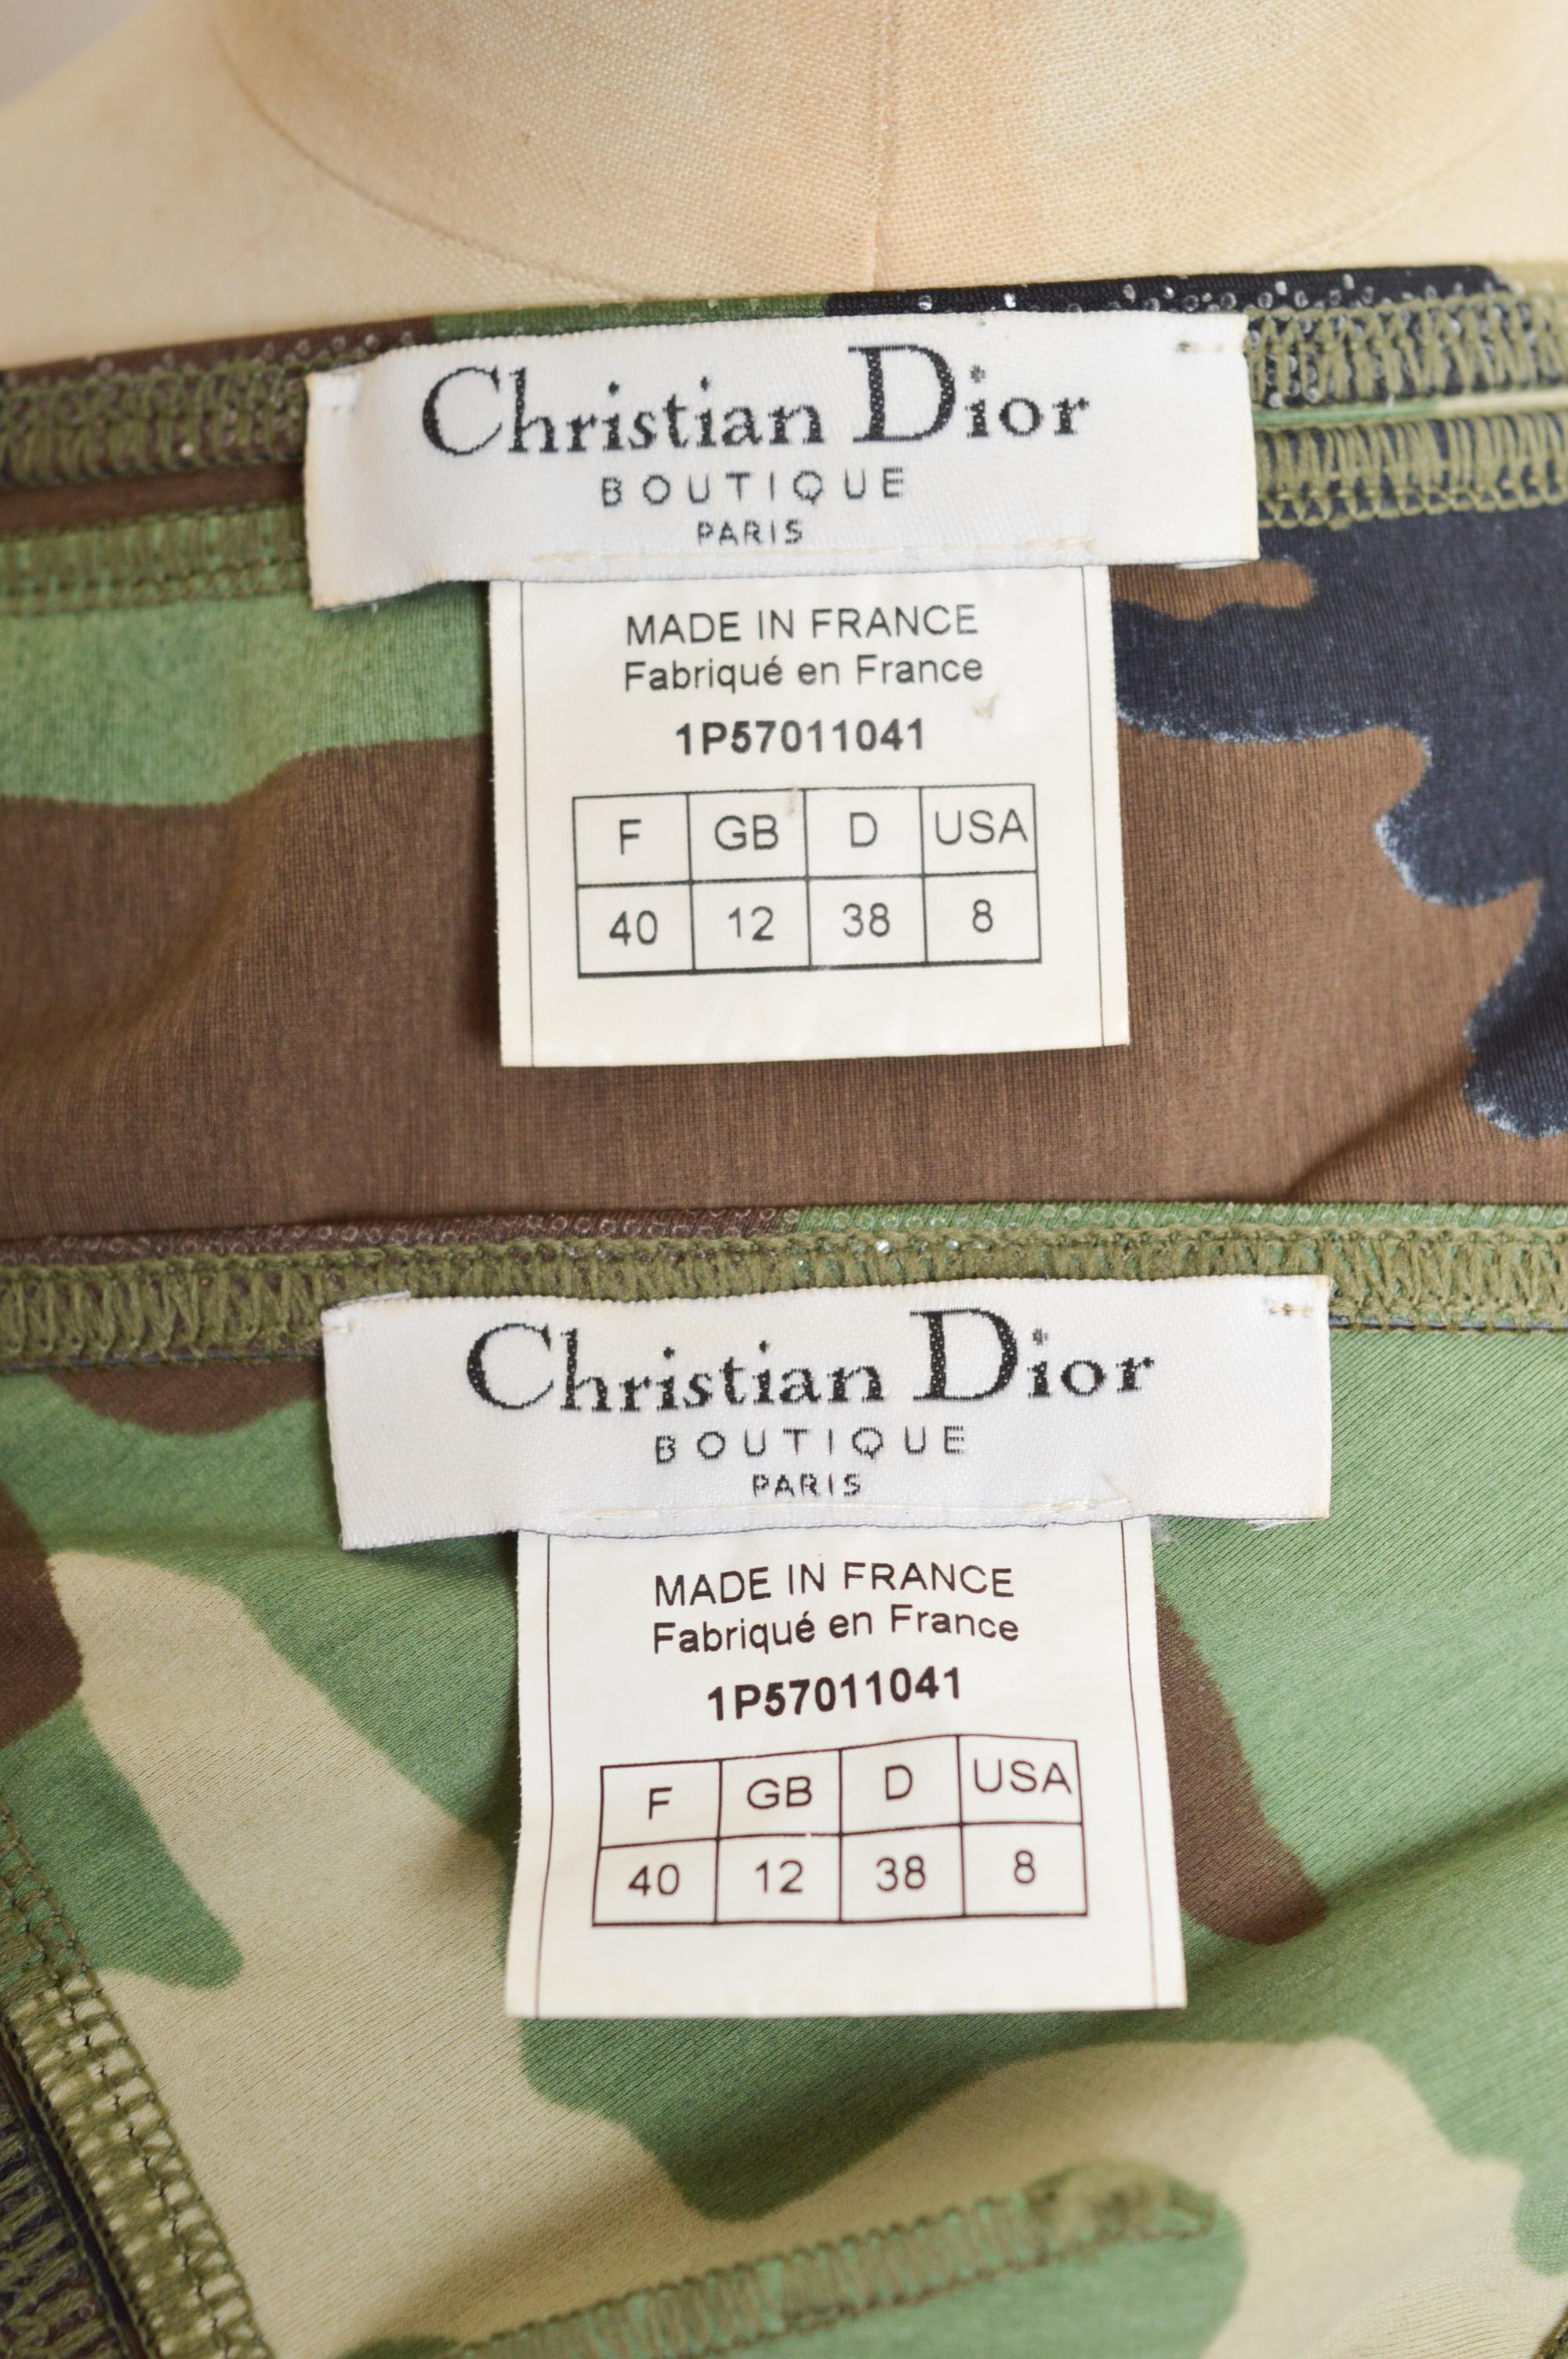 Christian Dior
BOUTIQUE
PARIS
MADE IN FRANCE
Fabriqué en France
1P57011041
F GB D USA
40 12 38 8
Christian Dior
BOUTIQUE
PARIS
MADE IN FRANCE
Fabriqué en France
1P57011041
F GB D USA
40 12 38 8